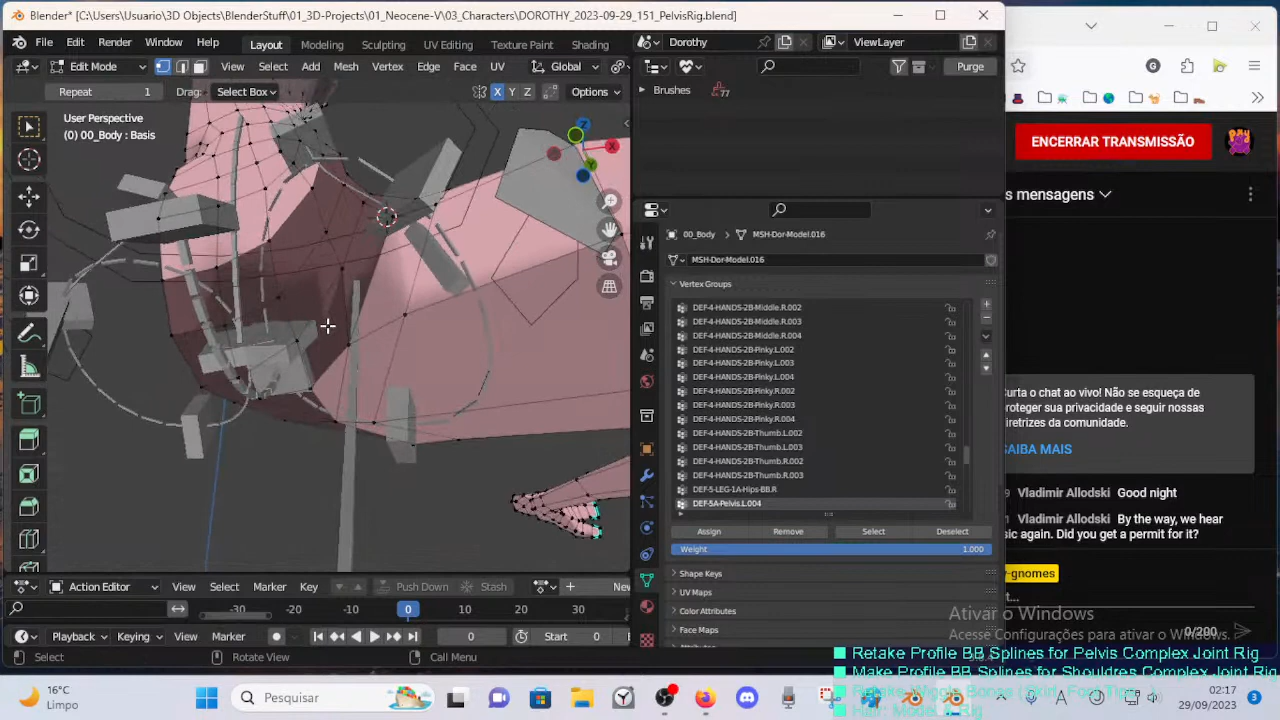 Blender* [C:\Users\Usuario\3D Objects\BlenderStuff\01_3D-Projects\01_Neocene-V\03_Characters\DOROTHY_2023-09-29_151_PelvisRig.blend]
File Edit Render Window Help Layout Modeling Sculpting UV Editing Texture Paint Shading Dorothy ViewLayer
Edit Mode View Select Add Mesh Vertex Edge Face UV Global Purge
Repeat 1 Drag: Select Box X Y Z Options
Brushes 77
User Perspective
(0) 00_Body : Basis
ENCERRAR TRANSMISSÃO
s mensagens
00_Body MSH-Dor-Model.016
MSH-Dor-Model.016
Vertex Groups
DEF-4-HANDS-2B-Middle.R.002
DEF-4-HANDS-2B-Middle.R.003
DEF-4-HANDS-2B-Middle.R.004
DEF-4-HANDS-2B-Pinky.L.002
DEF-4-HANDS-2B-Pinky.L.003
DEF-4-HANDS-2B-Pinky.L.004
DEF-4-HANDS-2B-Pinky.R.002
DEF-4-HANDS-2B-Pinky.R.003
DEF-4-HANDS-2B-Pinky.R.004
DEF-4-HANDS-2B-Thumb.L.002
DEF-4-HANDS-2B-Thumb.L.003
DEF-4-HANDS-2B-Thumb.R.002
DEF-4-HANDS-2B-Thumb.R.003
DEF-5-LEG-1A-Hips-BB.R
DEF-5A-Pelvis.L.004
Assign Remove Select Deselect
Weight 1.000
Shape Keys
UV Maps
Color Attributes
Face Maps
urta o chat ao vivo! Não se esqueça de
roteger sua privacidade e seguir nossas
iretrizes da comunidade.
SAIBA MAIS
9 Vladimir Allodski Good night
1 Vladimir Allodski By the way, we hear
sic again. Did you get a permit for it?
y-gnomes
0/200
Ativar o Windows
Acesse Configurações para ativar o Windows.
Action Editor View Select Marker Push Down Stash New
-30 -20 -10 0 10 20 30
Playback Keying View Marker 0 Start 0
Select Rotate View Call Menu
Retake Profile BB Splines for Pelvis Complex Joint Rig
Make Profile BB Splines for Shouldres Complex Joint Rig
16°C
Limpo
Pesquisar
02:17
29/09/2023
3